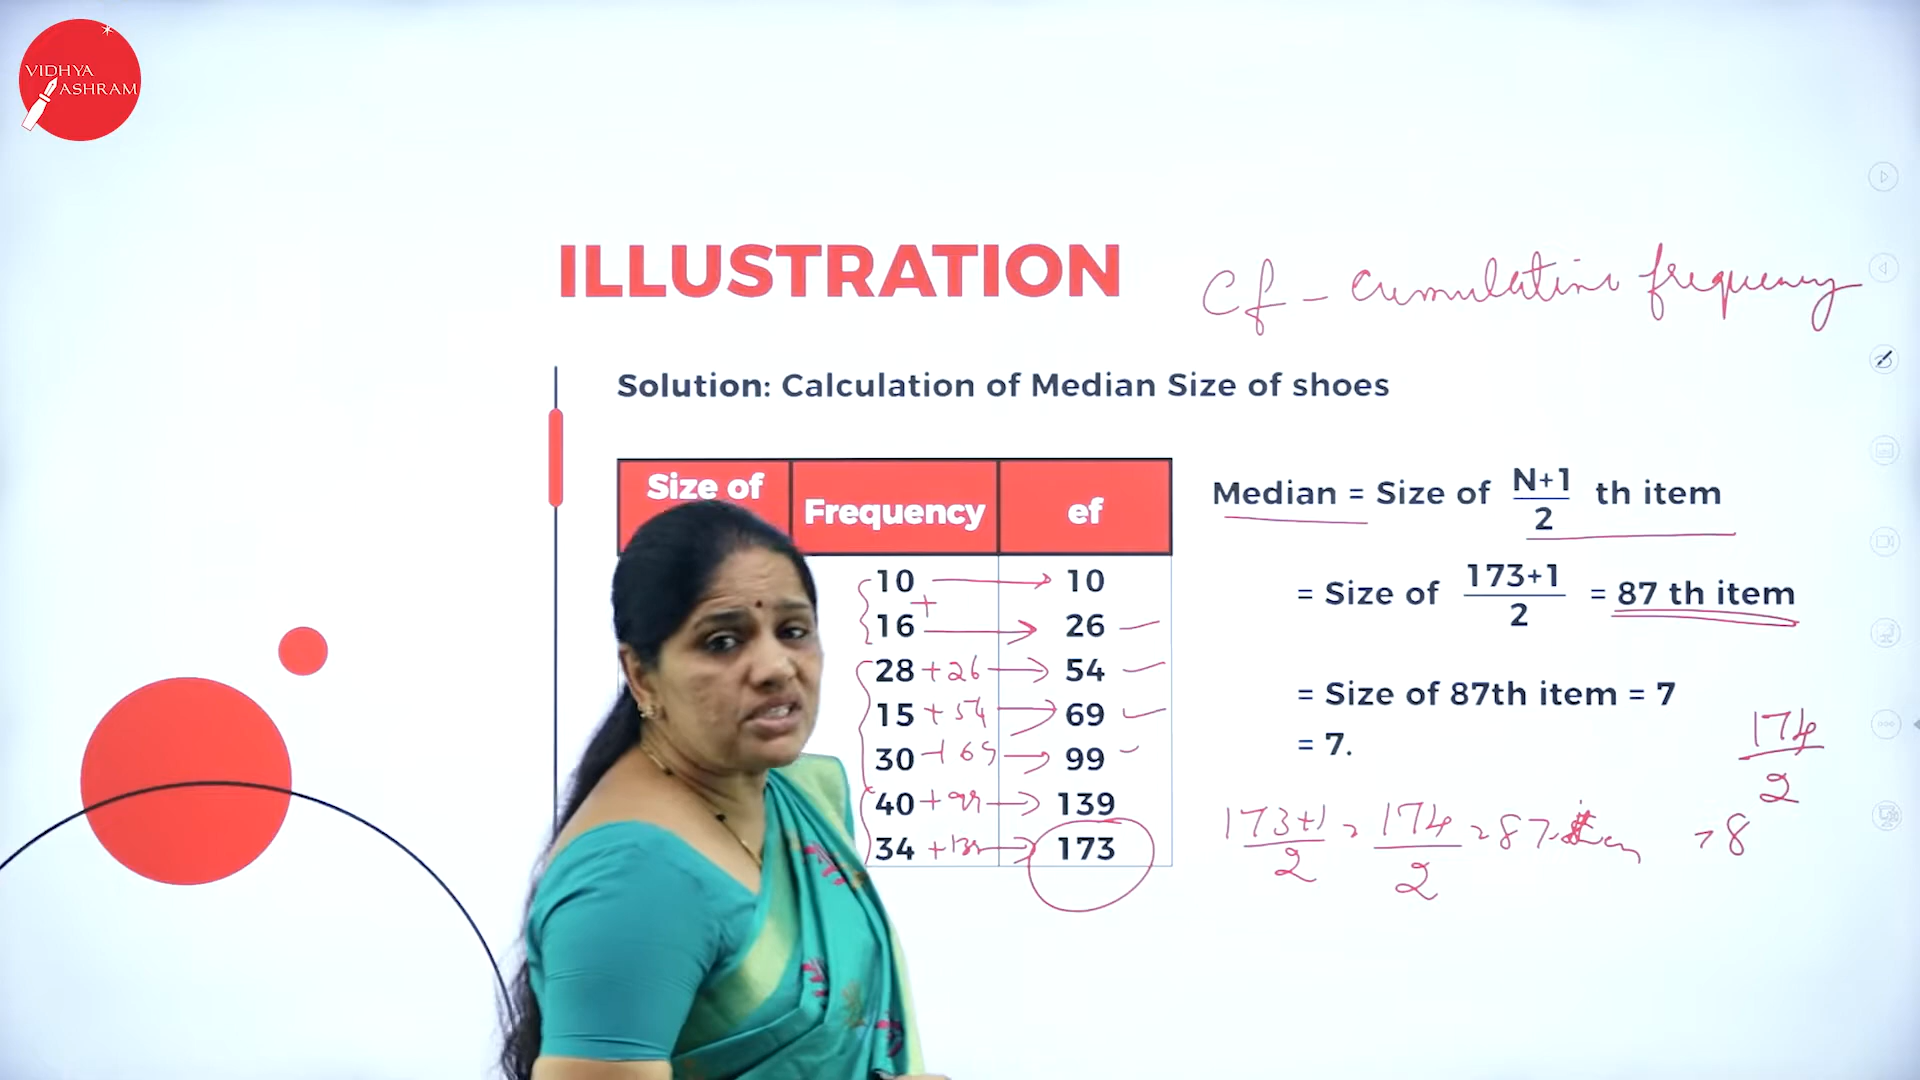 VIDHYA
ASHRAM
ILLUSTRATION
Cf - Cumulative frequency
Solution: Calculation of Median Size of shoes
Size of
Frequency
ef
10 10
+
16 26
28 +26 54
15 +54 69
30 +69 99
40 +99 139
34 173
Median = Size of N+1/2 th item
= Size of 173+1/2 = 87 th item
= Size of 87th item = 7
= 7.
174/2
173+1/2 = 174/2 = 87
= 8